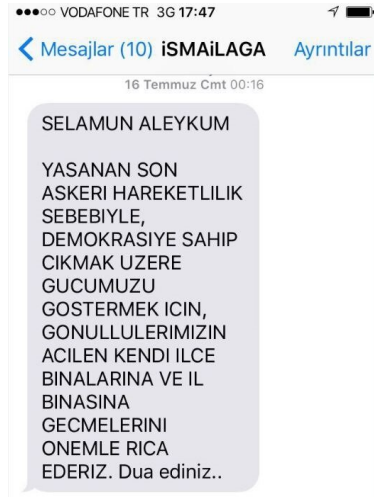 VODAFONE TR 3G 17:47
Mesajlar (10) iSMAiLAGA Ayrıntılar
16 Temmuz Cmt 00:16
SELAMUN ALEYKUM
YASANAN SON
ASKERI HAREKETLILIK
SEBEBIYLE,
DEMOKRASIYE SAHIP
CIKMAK UZERE
GUCUMUZU
GOSTERMEK ICIN,
GONULLULERIMIZIN
ACILEN KENDI ILCE
BINALARINA VE IL
BINASINA
GECMELERINI
ONEMLE RICA
EDERIZ. Dua ediniz..